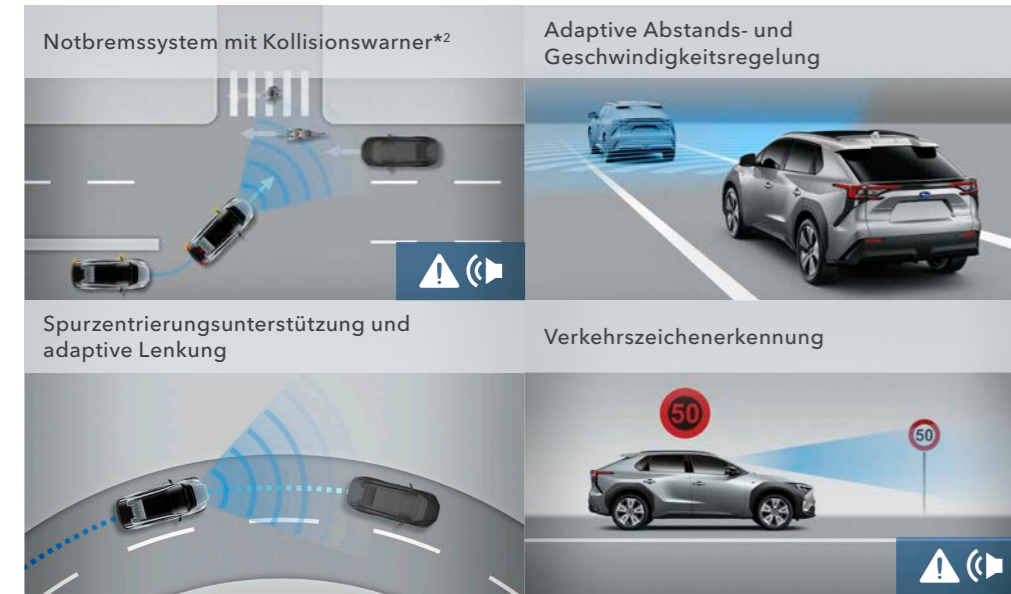 Notbremssystem mit Kollisionswarner*²
Adaptive Abstands- und
Geschwindigkeitsregelung
Spurzentrierungsunterstützung und
adaptive Lenkung
Verkehrszeichenerkennung
50
50